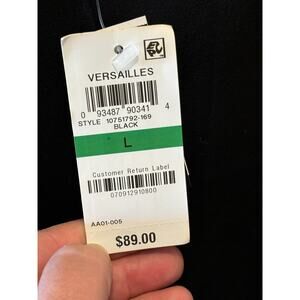 VERSAILLES
0 93487 90341 4
STYLE 10751792-169
BLACK
L
Customer Return Label
070912910800
AA01-005
$89.00